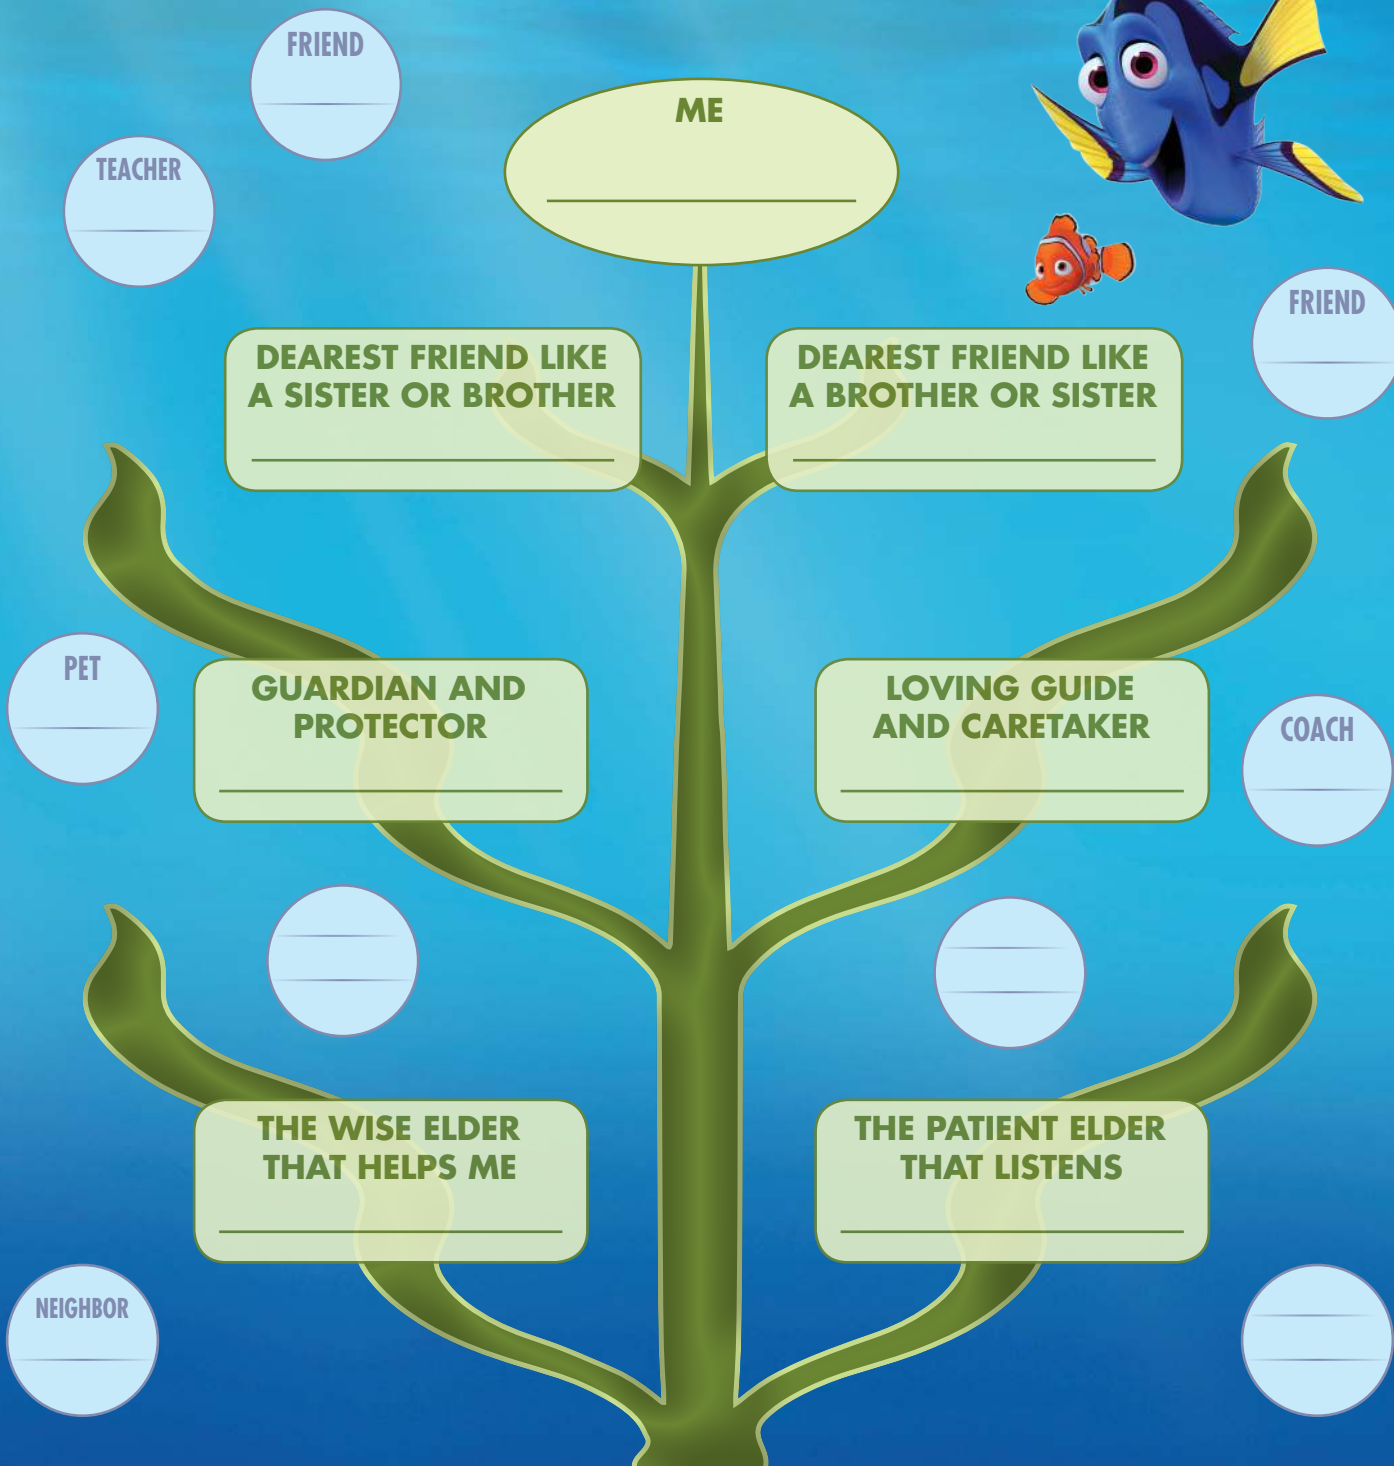 FRIEND
ME
TEACHER
FRIEND
DEAREST FRIEND LIKE
A SISTER OR BROTHER
DEAREST FRIEND LIKE
A BROTHER OR SISTER
PET
GUARDIAN AND
PROTECTOR
LOVING GUIDE
AND CARETAKER
COACH
THE WISE ELDER
THAT HELPS ME
THE PATIENT ELDER
THAT LISTENS
NEIGHBOR